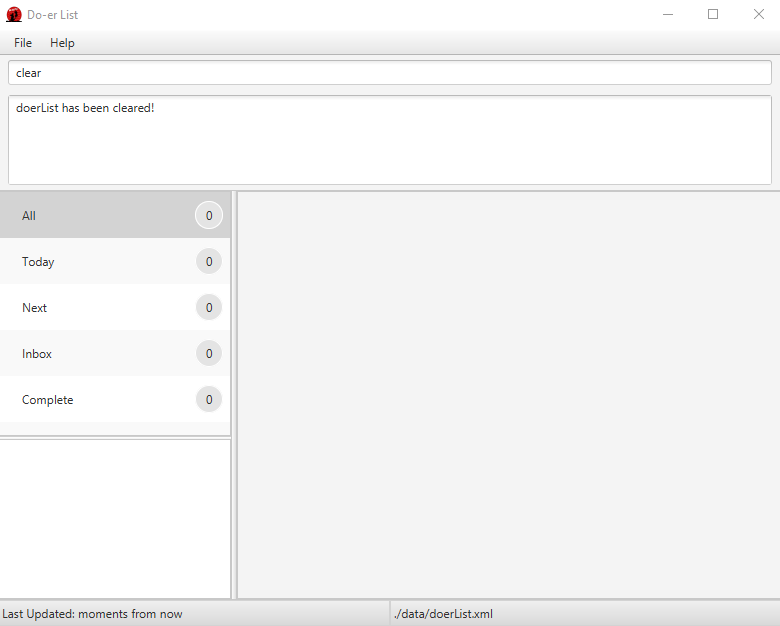 Do-er List
File Help
clear
doerList has been cleared!
All 0
Today 0
Next 0
Inbox 0
Complete 0
Last Updated: moments from now ./data/doerList.xml